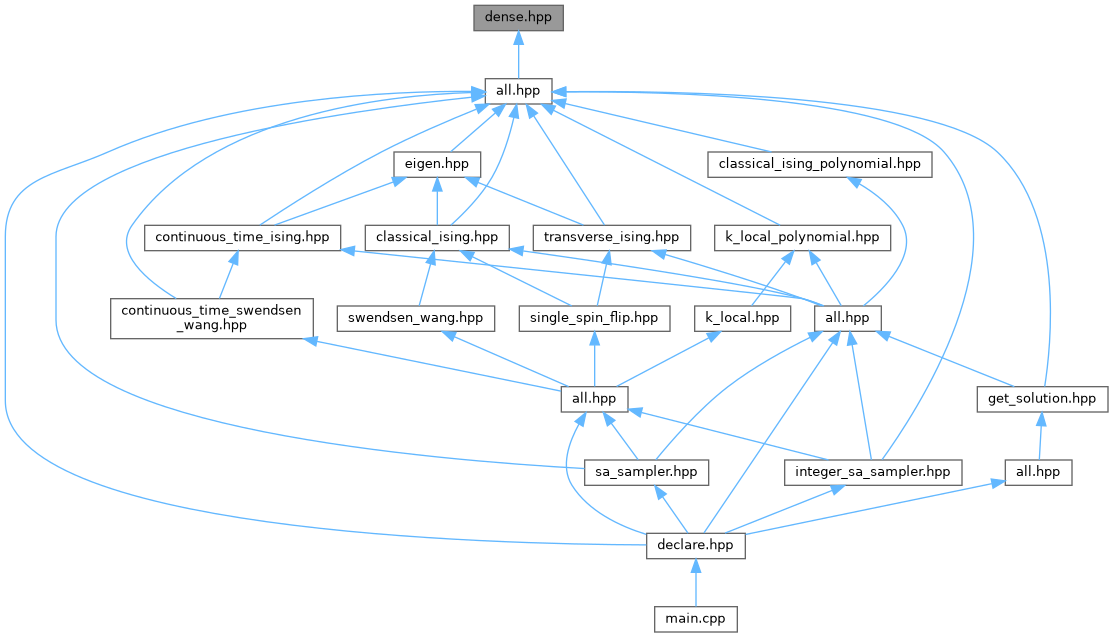 dense.hpp
all.hpp
eigen.hpp
classical_ising_polynomial.hpp
continuous_time_ising.hpp
classical_ising.hpp
transverse_ising.hpp
k_local_polynomial.hpp
continuous_time_swendsen
_wang.hpp
swendsen_wang.hpp
single_spin_flip.hpp
k_local.hpp
all.hpp
all.hpp
get_solution.hpp
sa_sampler.hpp
integer_sa_sampler.hpp
all.hpp
declare.hpp
main.cpp